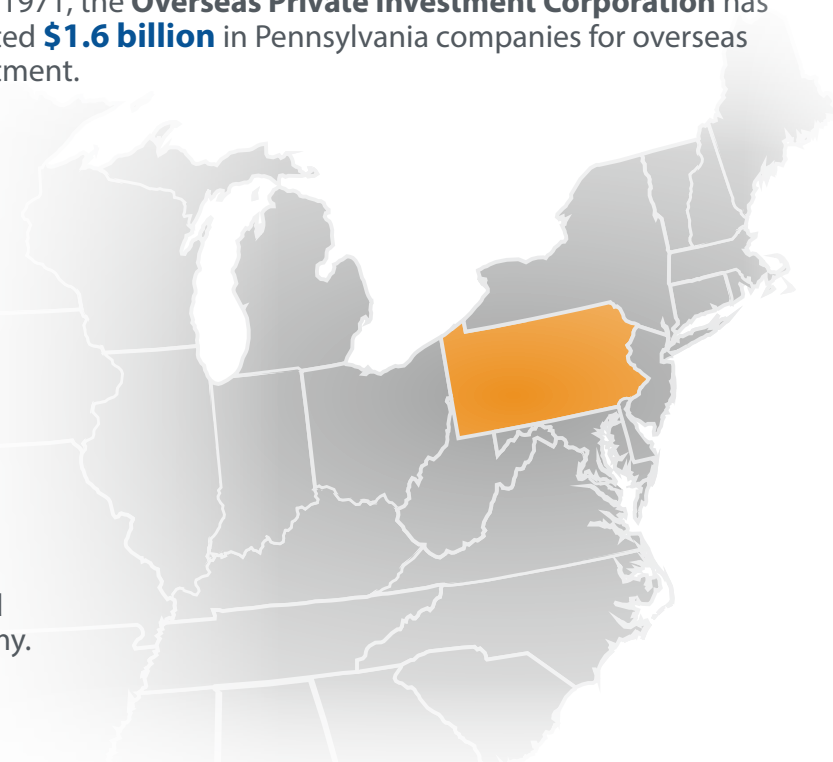 1971, the Overseas Private Investment Corporation has
ted $1.6 billion in Pennsylvania companies for overseas
tment.
ny.